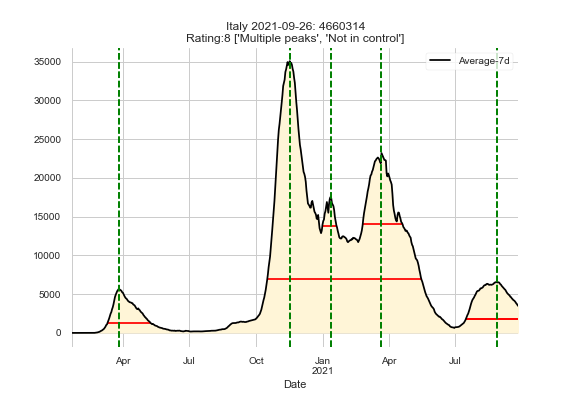 Italy 2021-09-26: 4660314
Rating:8 ['Multiple peaks', 'Not in control']
Average-7d
35000
30000
25000
20000
15000
10000
5000
0
Apr Jul Oct Jan Apr Jul
2021
Date